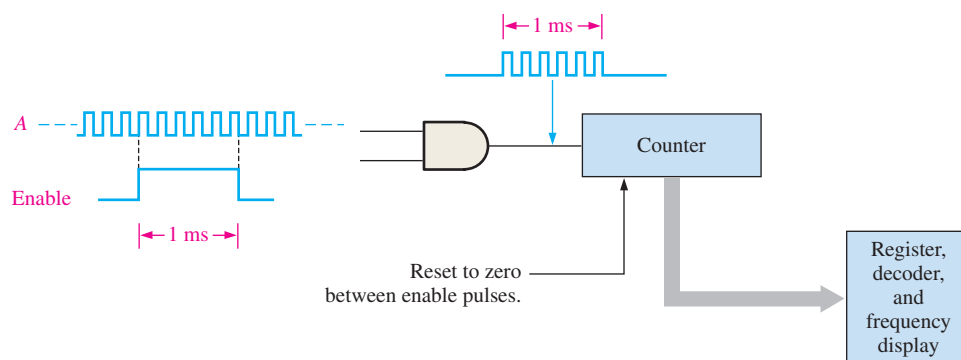 1 ms
A
Enable
1 ms
Counter
Reset to zero
between enable pulses.
Register,
decoder,
and
frequency
display